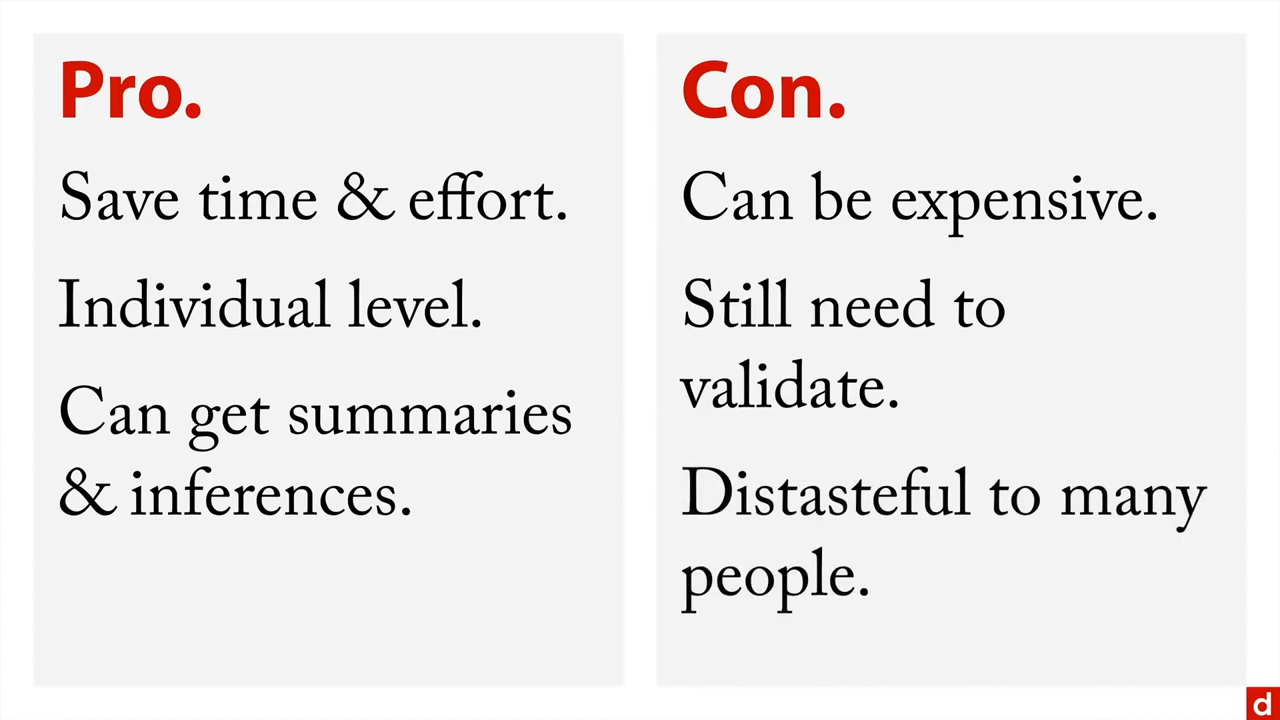 Pro.
Save time & effort.
Individual level.
Can get summaries
& inferences.
Con.
Can be expensive.
Still need to
validate.
Distasteful to many
people.
d